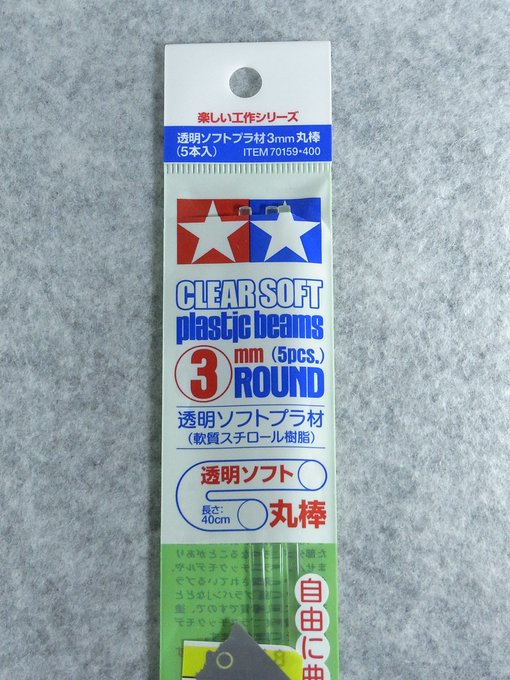 楽しい工作シリーズ
透明ソフトプラ材3mm丸棒
(5本入) ITEM 70159・400
CLEAR SOFT
plastic beams
3 mm (5pcs.)
ROUND
透明ソフトプラ材
(軟質スチロール樹脂)
透明ソフト
長さ:
40cm
丸棒
自由に曲